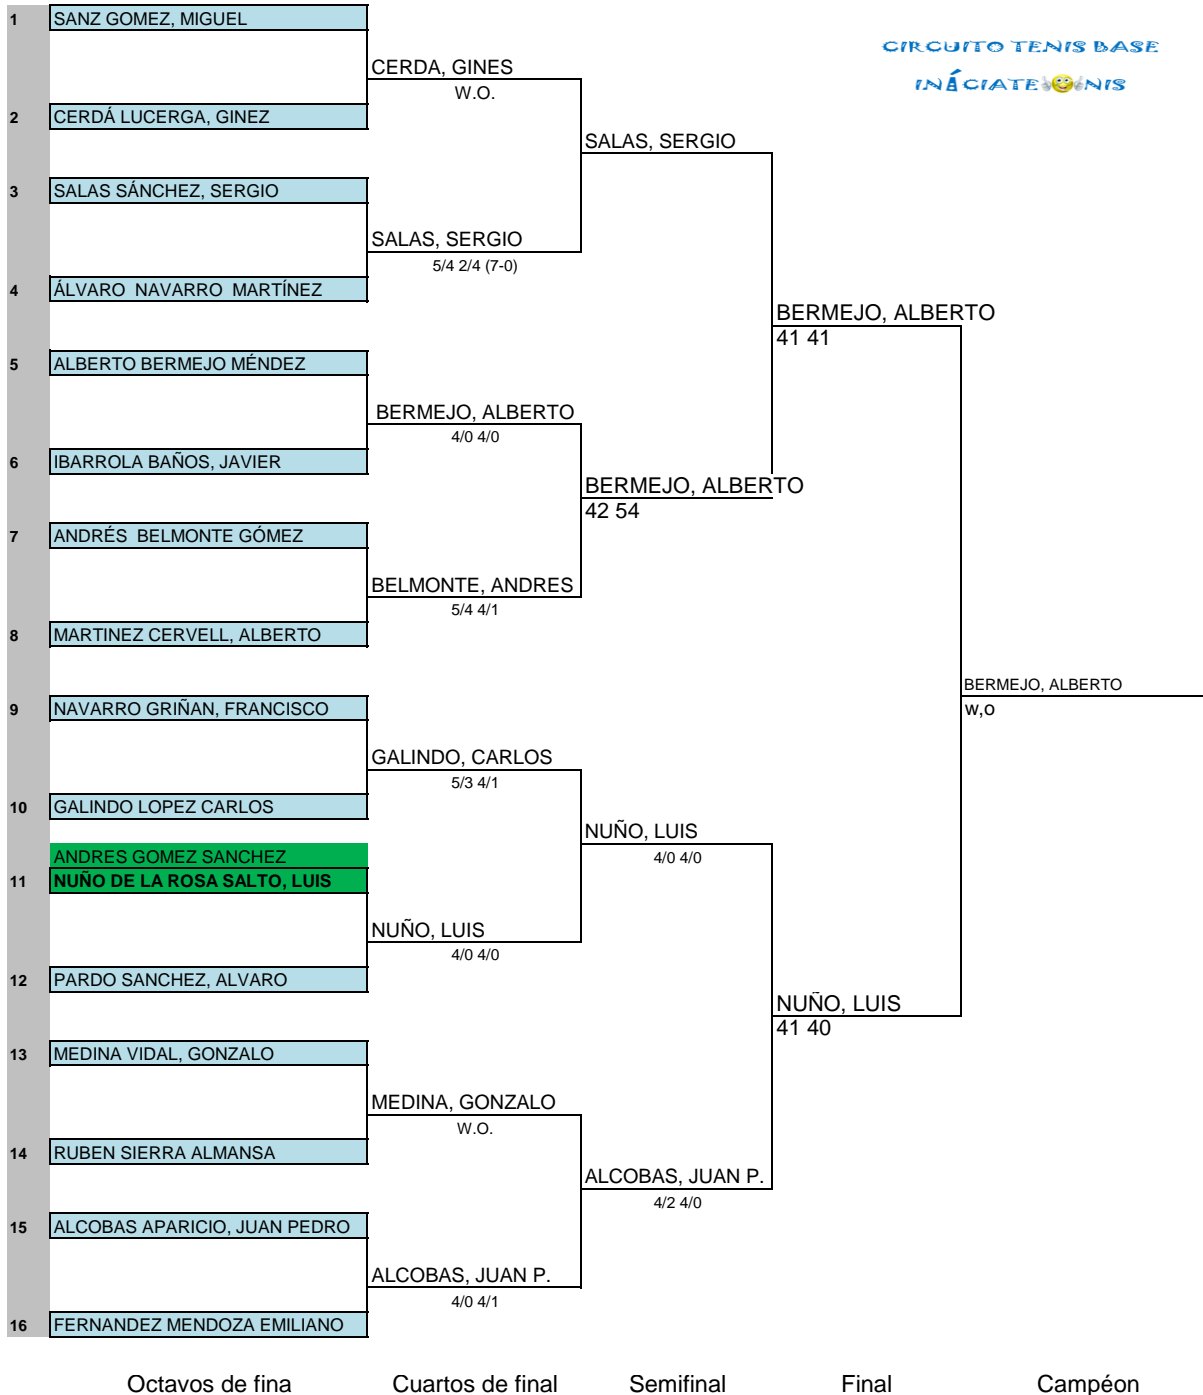 1 SANZ GOMEZ, MIGUEL
CIRCUITO TENIS BASE
CERDA, GINES
INÁCIATE NIS
W.O.
2 CERDÁ LUCERGA, GINEZ
SALAS, SERGIO
3 SALAS SÁNCHEZ, SERGIO
SALAS, SERGIO
5/4 2/4 (7-0)
4 ÁLVARO NAVARRO MARTÍNEZ
BERMEJO, ALBERTO
41 41
5 ALBERTO BERMEJO MÉNDEZ
BERMEJO, ALBERTO
4/0 4/0
6 IBARROLA BAÑOS, JAVIER
BERMEJO, ALBERTO
42 54
7 ANDRÉS BELMONTE GÓMEZ
BELMONTE, ANDRES
5/4 4/1
8 MARTINEZ CERVELL, ALBERTO
BERMEJO, ALBERTO
w,o
9 NAVARRO GRIÑAN, FRANCISCO
GALINDO, CARLOS
5/3 4/1
10 GALINDO LOPEZ CARLOS
NUÑO, LUIS
4/0 4/0
ANDRES GOMEZ SANCHEZ
11 NUÑO DE LA ROSA SALTO, LUIS
NUÑO, LUIS
4/0 4/0
12 PARDO SANCHEZ, ALVARO
NUÑO, LUIS
41 40
13 MEDINA VIDAL, GONZALO
MEDINA, GONZALO
W.O.
14 RUBEN SIERRA ALMANSA
ALCOBAS, JUAN P.
4/2 4/0
15 ALCOBAS APARICIO, JUAN PEDRO
ALCOBAS, JUAN P.
4/0 4/1
16 FERNANDEZ MENDOZA EMILIANO
Octavos de fina Cuartos de final Semifinal Final Campéon